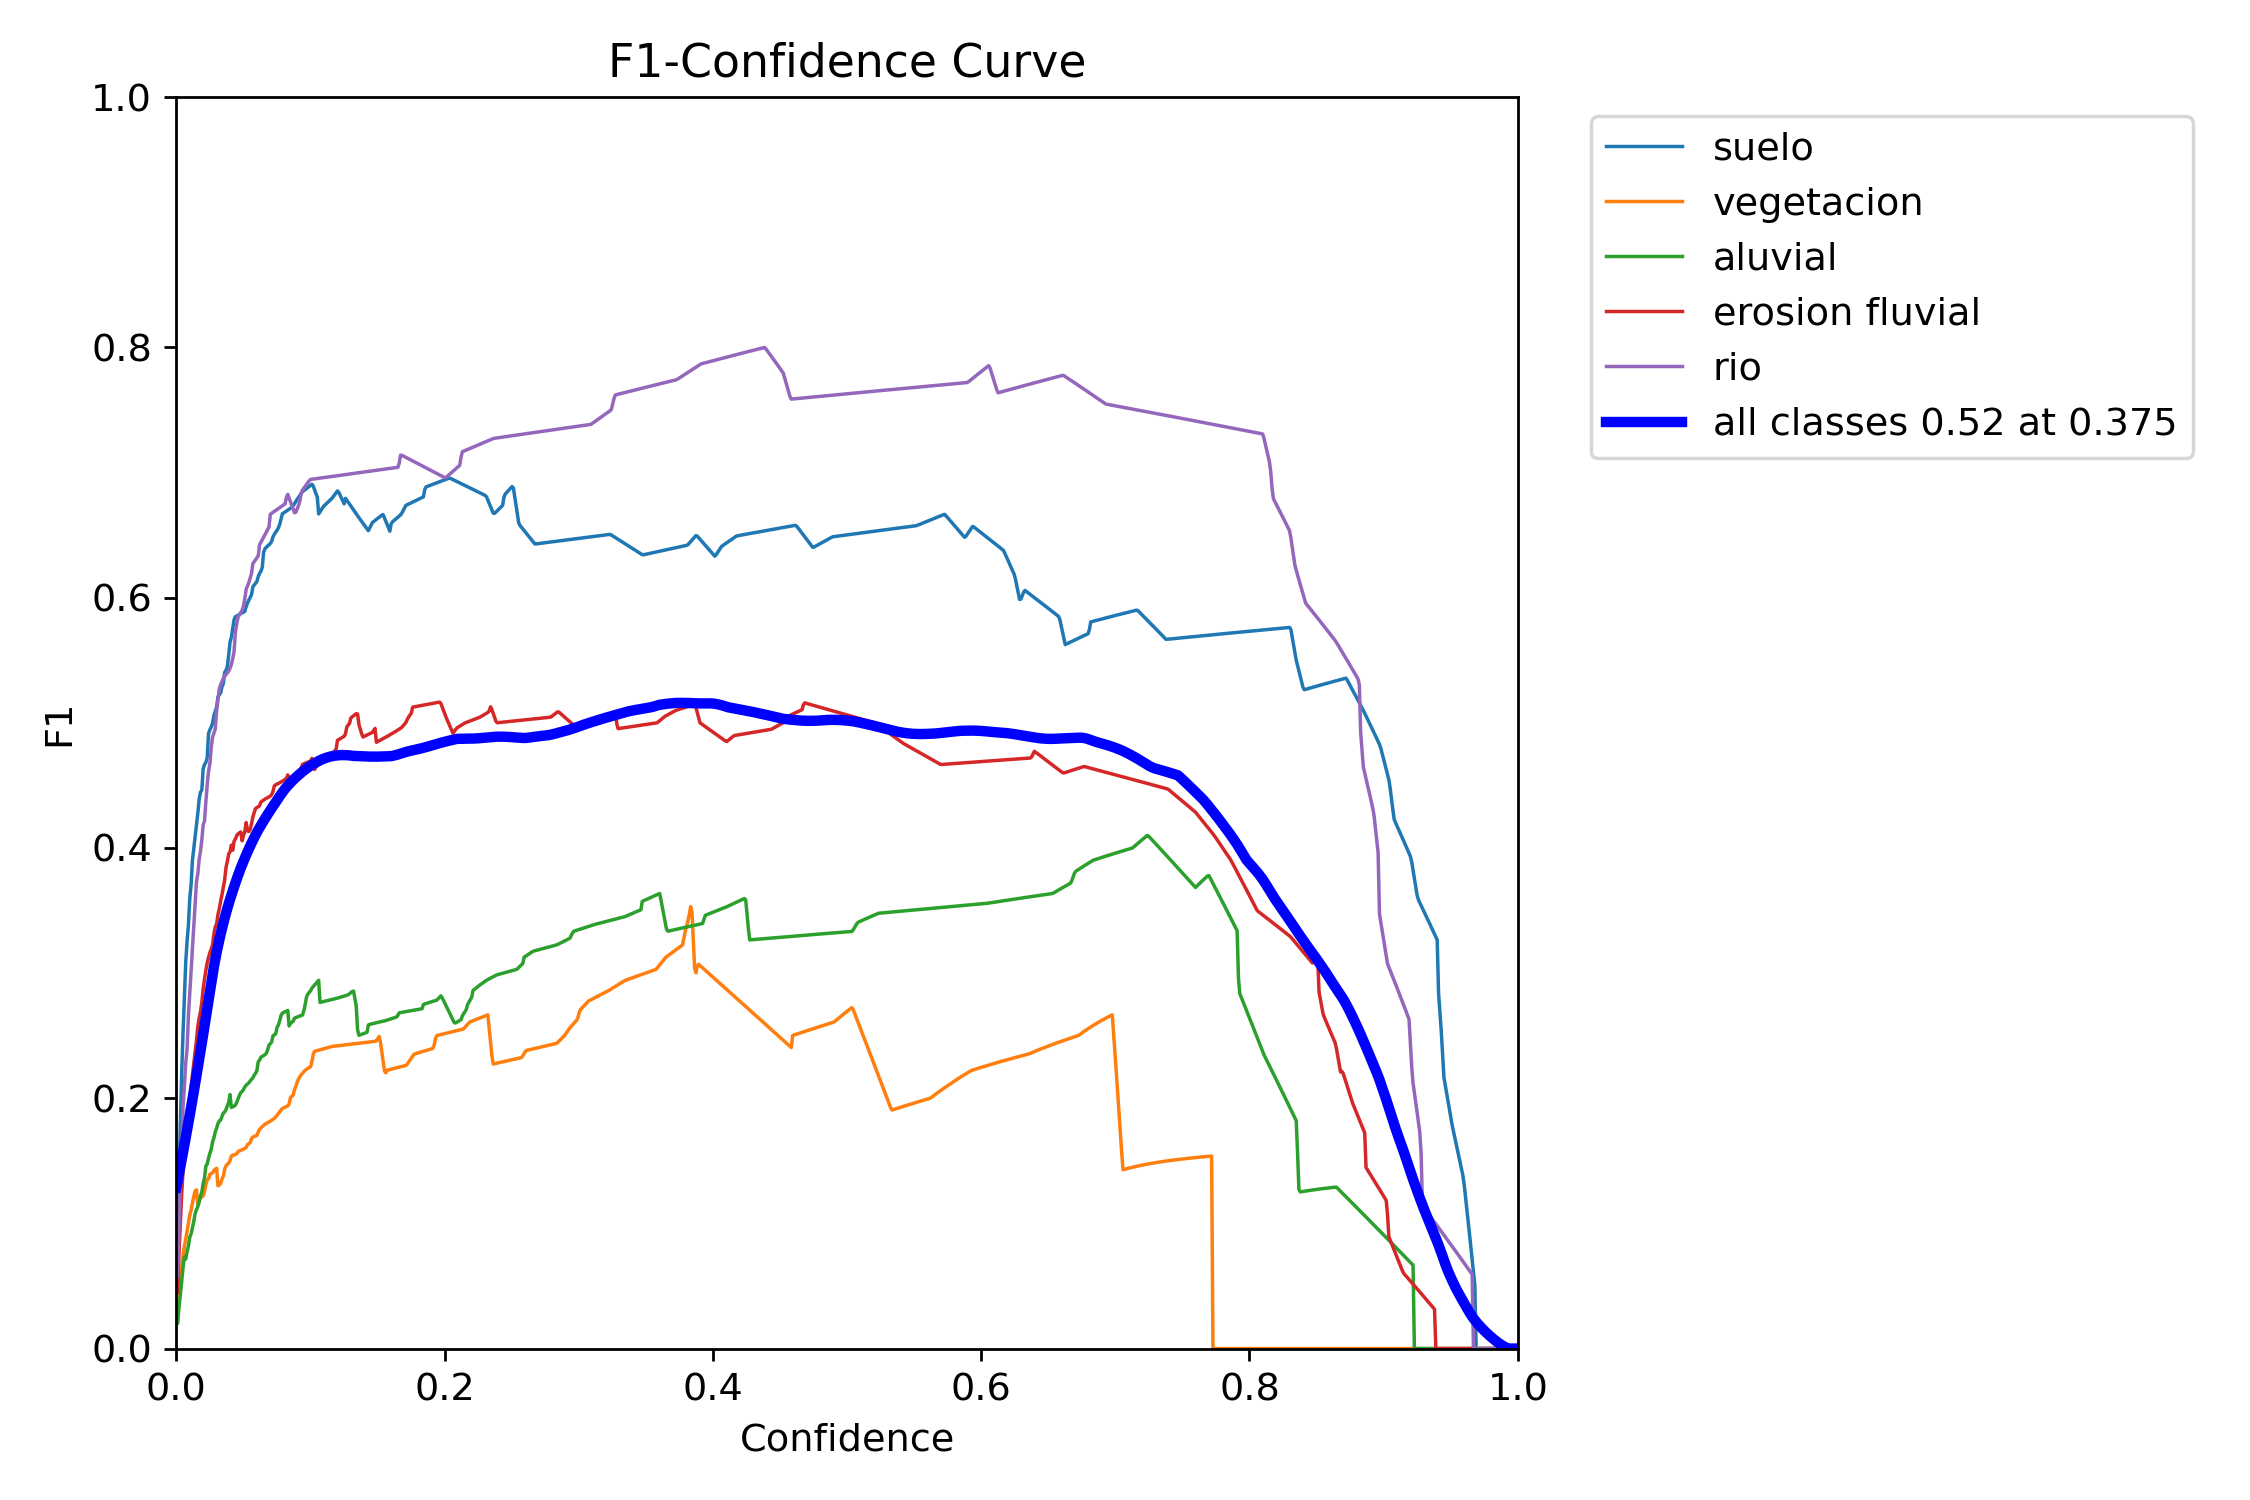 F1-Confidence Curve
1.0
0.8
0.6
0.4
0.2
0.0
F1
0.0 0.2 0.4 0.6 0.8 1.0
Confidence
suelo
vegetacion
aluvial
erosion fluvial
rio
all classes 0.52 at 0.375